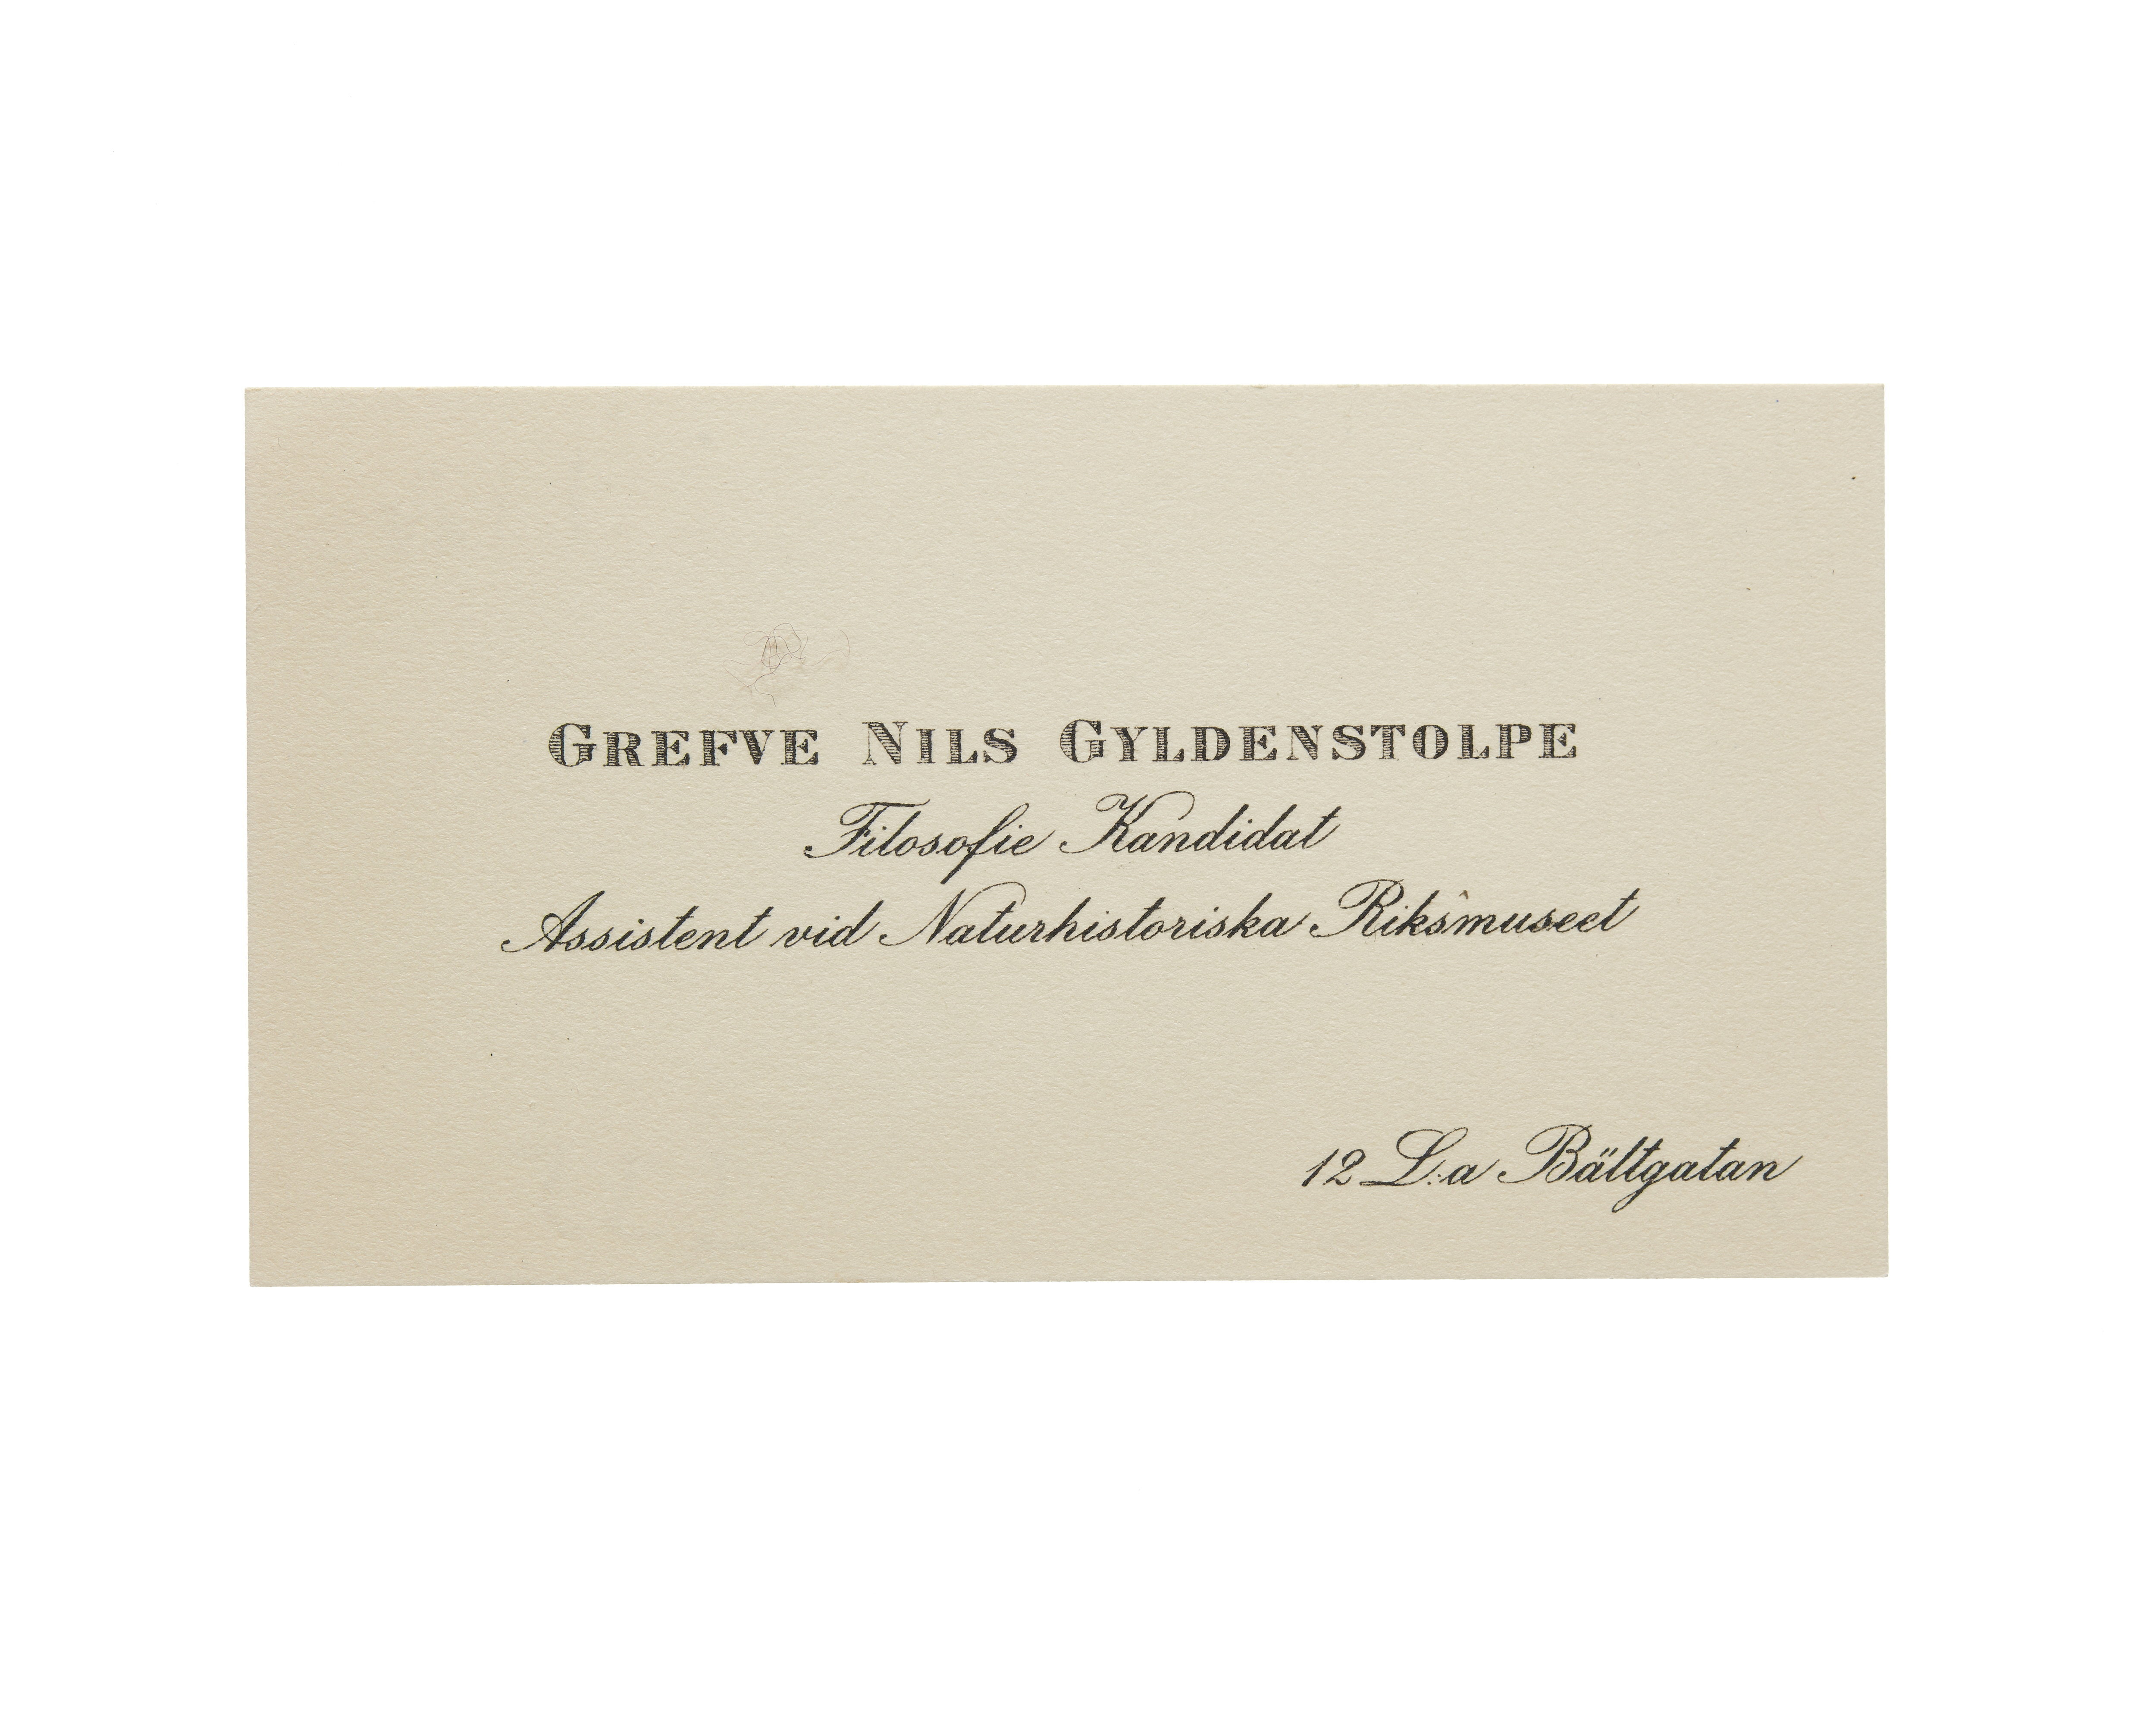 GREFVE NILS GYLDENSTOLPE
Filosofie Kandidat
Assistent vid Naturhistoriska Riksmuseet
12 L:a Bältgatan